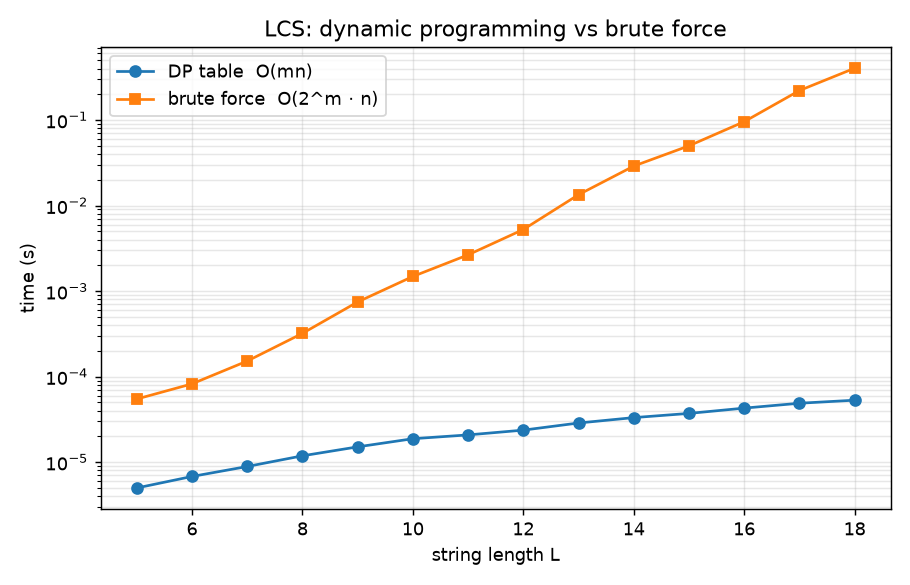 LCS: dynamic programming vs brute force
DP table  O(mn)
brute force  O(2^m · n)
10⁻¹
10⁻²
10⁻³
10⁻⁴
10⁻⁵
time (s)
6 8 10 12 14 16 18
string length L